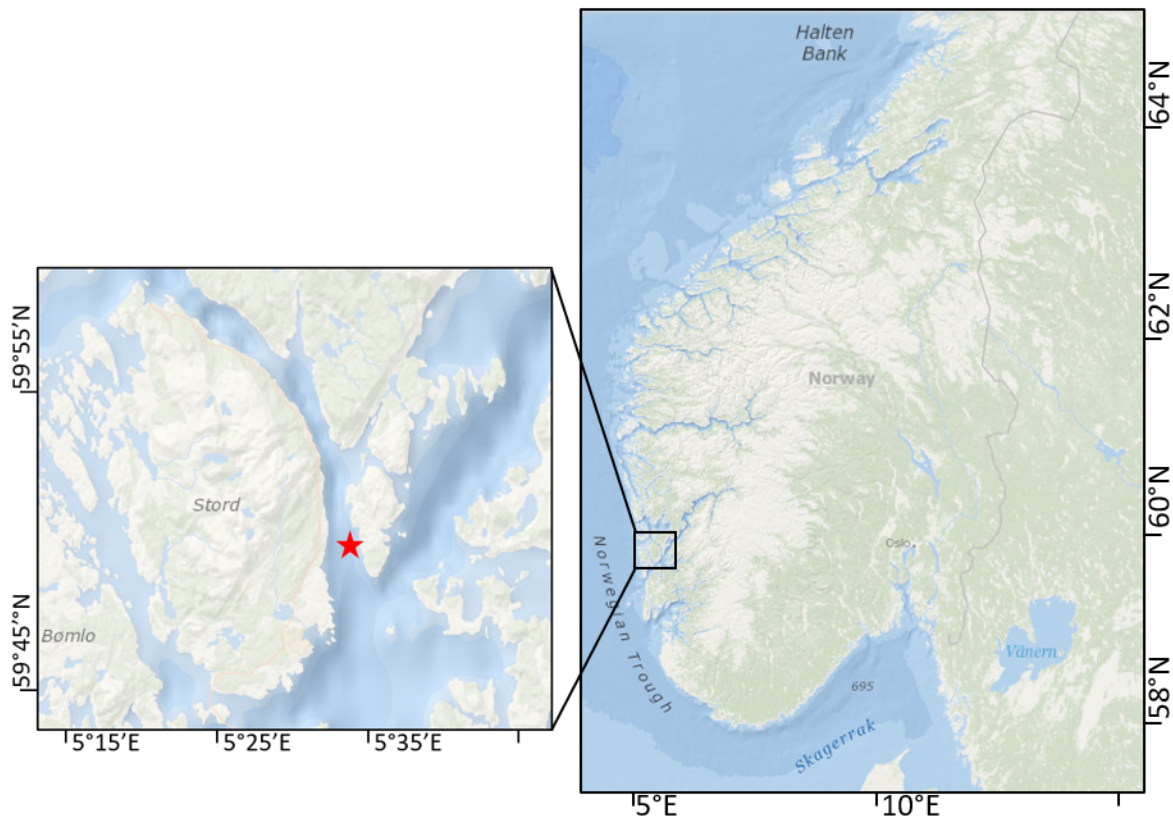 Halten
Bank
64°N
62°N
Norway
60°N
Oslo
Norwegian Trough
Vänern
695
58°N
Skagerrak
5°E
10°E
59°55′N
Stord
59°45′N
Bømlo
5°15′E
5°25′E
5°35′E